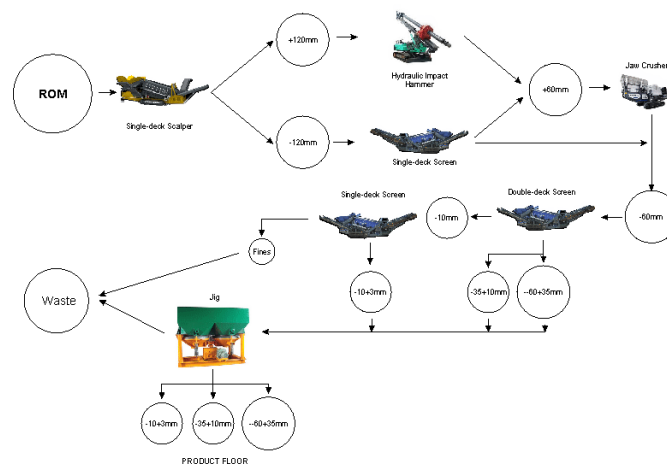 ROM
Single-deck Scalper
+120mm
Hydraulic Impact
Hammer
-120mm
Single-deck Screen
+60mm
Jaw Crusher
-60mm
Double-deck Screen
-10mm
Single-deck Screen
Fines
Waste
-10+3mm
-35+10mm
--60+35mm
Jig
-10+3mm
-35+10mm
--60+35mm
PRODUCT FLOOR